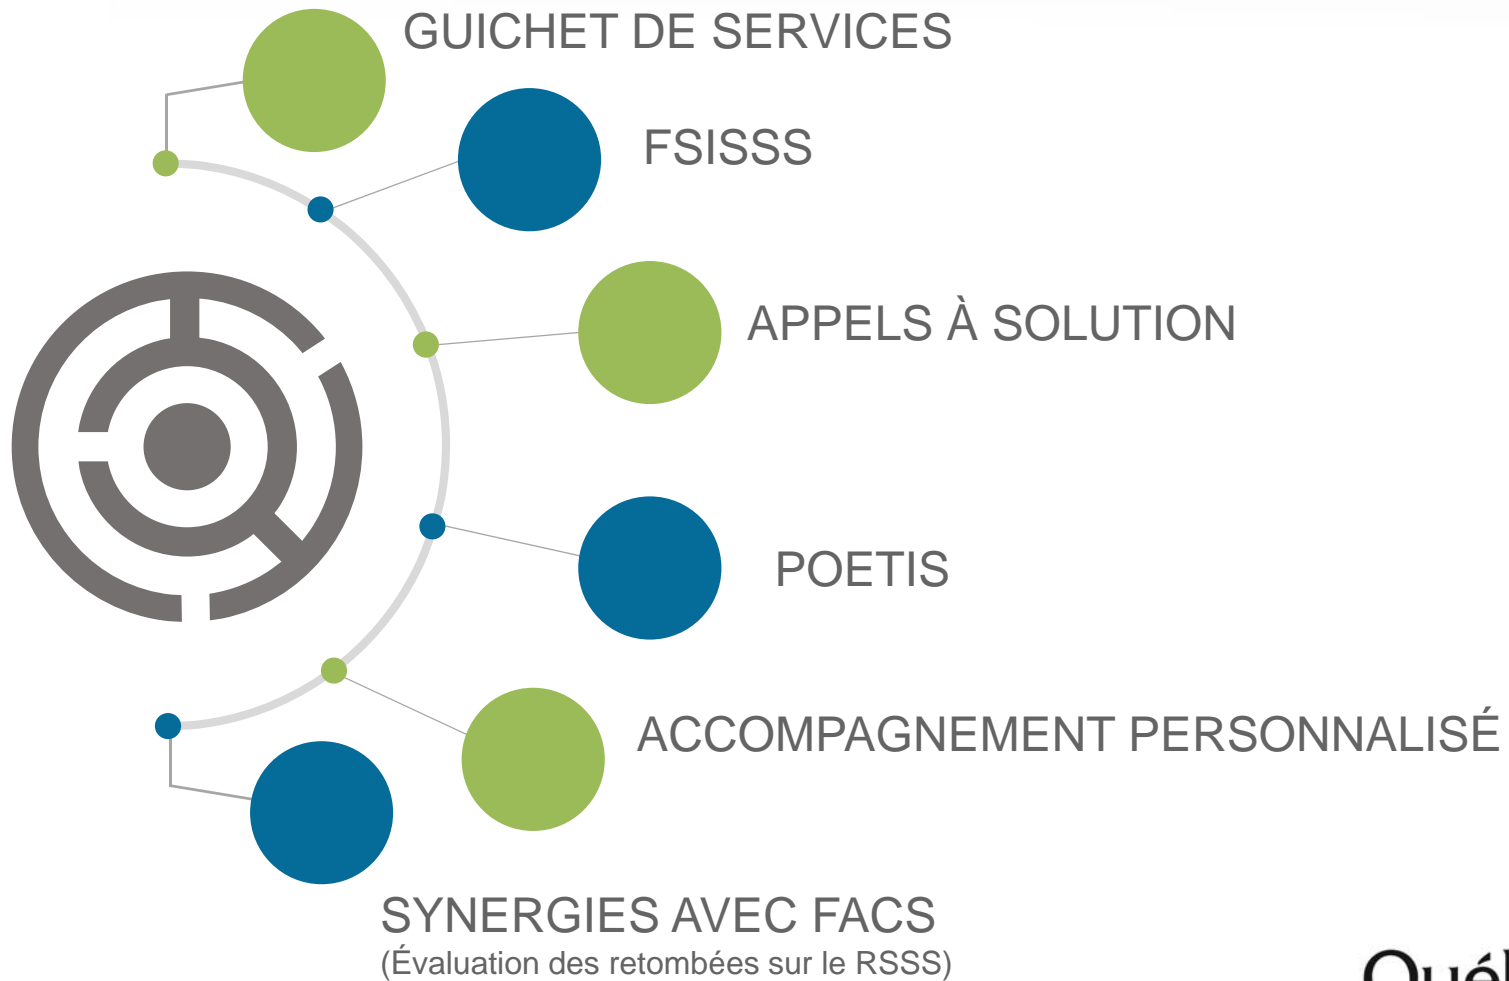 GUICHET DE SERVICES
FSISSS
APPELS À SOLUTION
POETIS
ACCOMPAGNEMENT PERSONNALISÉ
SYNERGIES AVEC FACS
(Évaluation des retombées sur le RSSS)